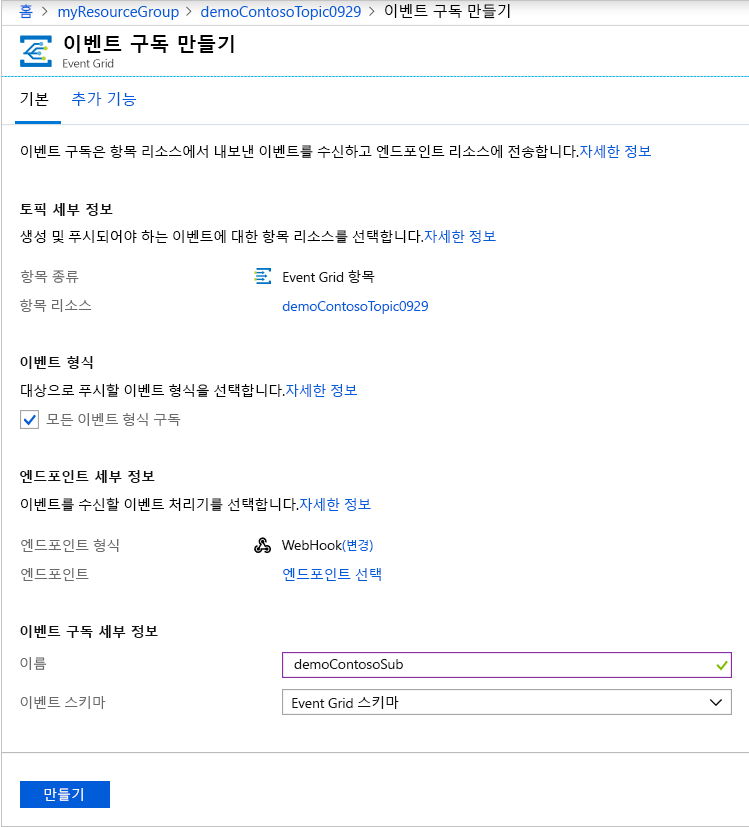 홈 > myResourceGroup > demoContosoTopic0929 > 이벤트 구독 만들기
이벤트 구독 만들기
Event Grid
기본 추가 기능
이벤트 구독은 항목 리소스에서 내보낸 이벤트를 수신하고 엔드포인트 리소스에 전송합니다.자세한 정보
토픽 세부 정보
생성 및 푸시되어야 하는 이벤트에 대한 항목 리소스를 선택합니다.자세한 정보
항목 종류 Event Grid 항목
항목 리소스 demoContosoTopic0929
이벤트 형식
대상으로 푸시할 이벤트 형식을 선택합니다.자세한 정보
모든 이벤트 형식 구독
엔드포인트 세부 정보
이벤트를 수신할 이벤트 처리기를 선택합니다.자세한 정보
엔드포인트 형식 WebHook(변경)
엔드포인트 엔드포인트 선택
이벤트 구독 세부 정보
이름 demoContosoSub
이벤트 스키마 Event Grid 스키마
만들기